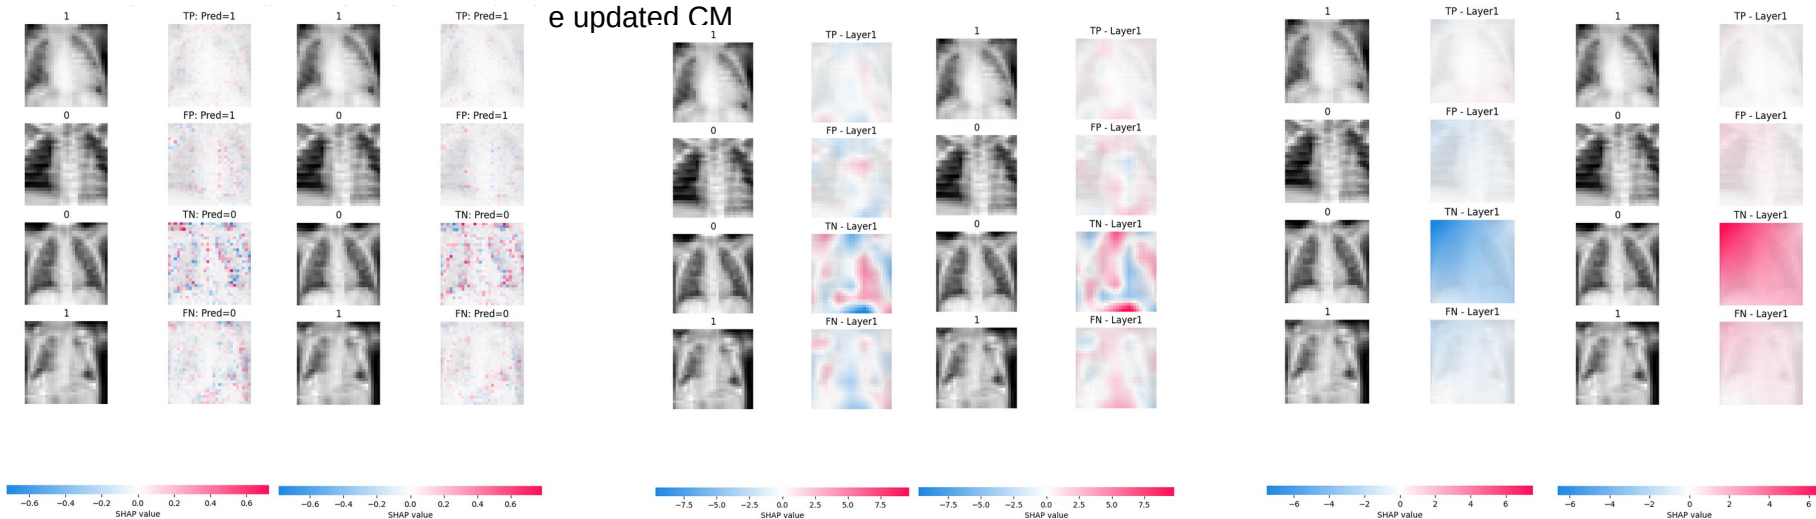 e updated CM
1
TP: Pred=1
1
TP: Pred=1
0
FP: Pred=1
0
FP: Pred=1
0
TN: Pred=0
0
TN: Pred=0
1
FN: Pred=0
1
FN: Pred=0
−0.6 −0.4 −0.2 0.0 0.2 0.4 0.6
SHAP value
−0.6 −0.4 −0.2 0.0 0.2 0.4 0.6
SHAP value
1
TP - Layer1
1
TP - Layer1
0
FP - Layer1
0
FP - Layer1
0
TN - Layer1
0
TN - Layer1
1
FN - Layer1
1
FN - Layer1
−7.5 −5.0 −2.5 0.0 2.5 5.0 7.5
SHAP value
−7.5 −5.0 −2.5 0.0 2.5 5.0 7.5
SHAP value
1
TP - Layer1
1
TP - Layer1
0
FP - Layer1
0
FP - Layer1
0
TN - Layer1
0
TN - Layer1
1
FN - Layer1
1
FN - Layer1
−6 −4 −2 0 2 4 6
SHAP value
−6 −4 −2 0 2 4 6
SHAP value